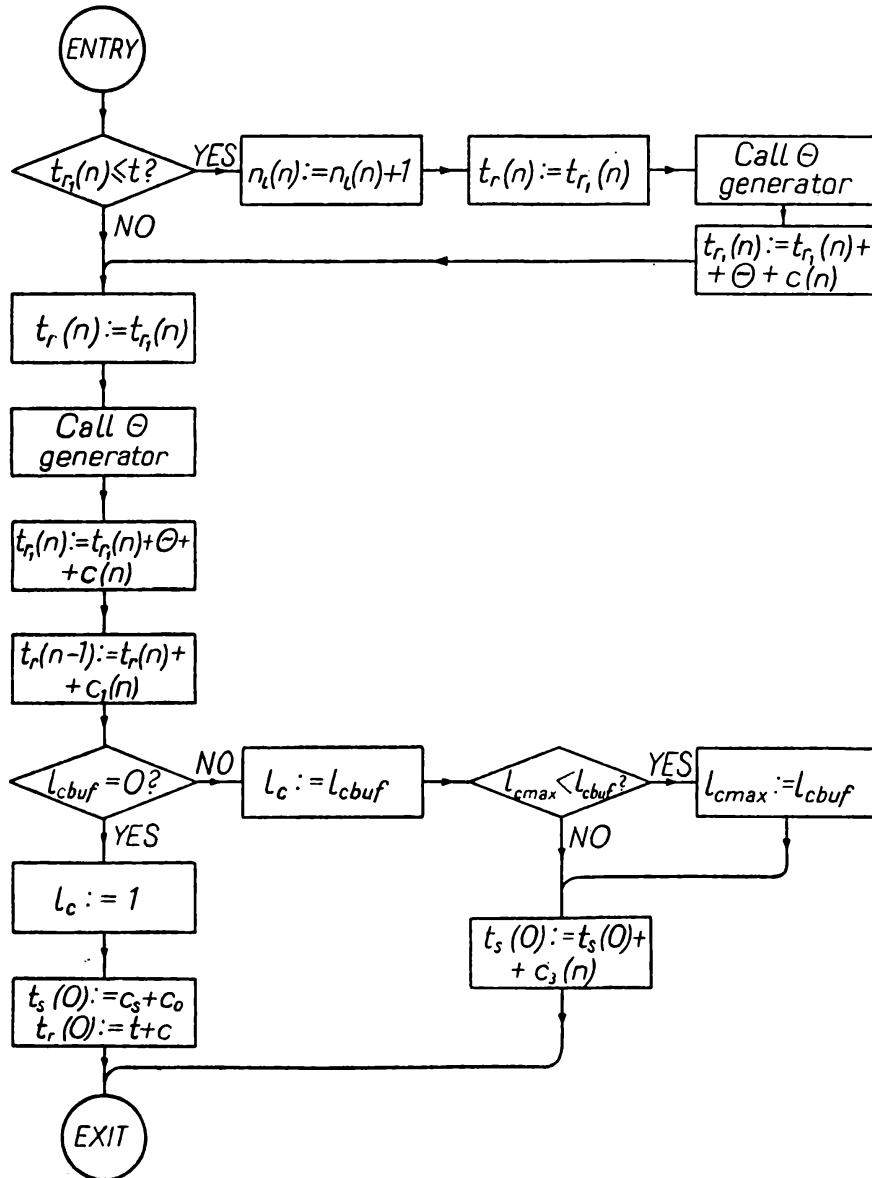 ENTRY
t_{r_1}(n)≤t?
YES
n_l(n):=n_l(n)+1
t_r(n):=t_{r_1}(n)
Call Θ
generator
t_{r_1}(n):=t_{r_1}(n)+
+Θ+c(n)
NO
t_r(n):=t_{r_1}(n)
Call Θ
generator
t_{r_1}(n):=t_{r_1}(n)+Θ+
+c(n)
t_r(n-1):=t_r(n)+
+c_1(n)
l_{cbuf}=0?
NO
l_c:=l_{cbuf}
l_{cmax}<l_{cbuf}?
YES
l_{cmax}:=l_{cbuf}
YES
NO
l_c:=1
t_s(0):=t_s(0)+
+c_3(n)
t_s(0):=c_s+c_0
t_r(0):=t+c
EXIT